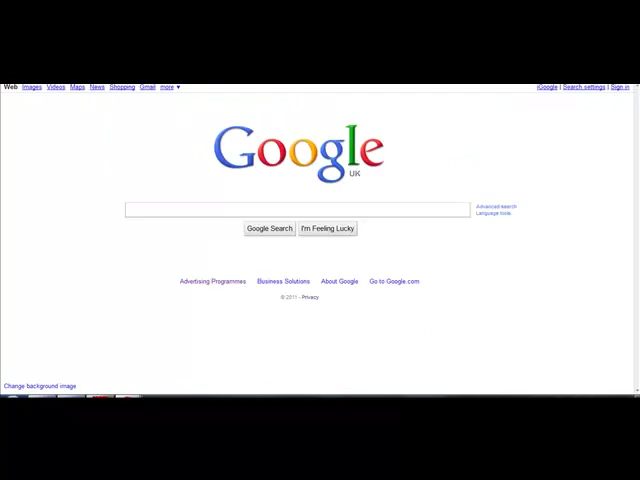 Web Images Videos Maps News Shopping Gmail more ▼ iGoogle | Search settings | Sign in
Google
UK
Advanced search
Language tools
Google Search I'm Feeling Lucky
Advertising Programmes Business Solutions About Google Go to Google.com
© 2011 - Privacy
Change background image